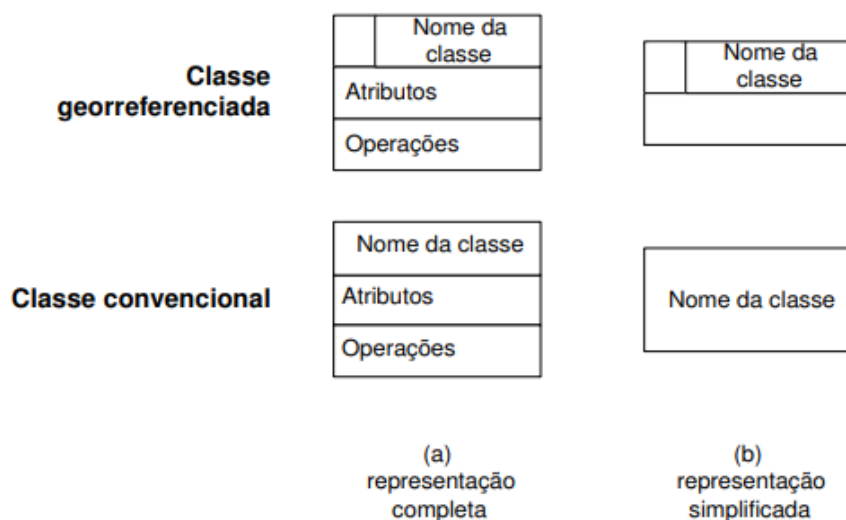 Classe
georreferenciada
Nome da
classe
Atributos
Operações
Nome da
classe
Classe convencional
Nome da classe
Atributos
Operações
Nome da classe
(a)
representação
completa
(b)
representação
simplificada